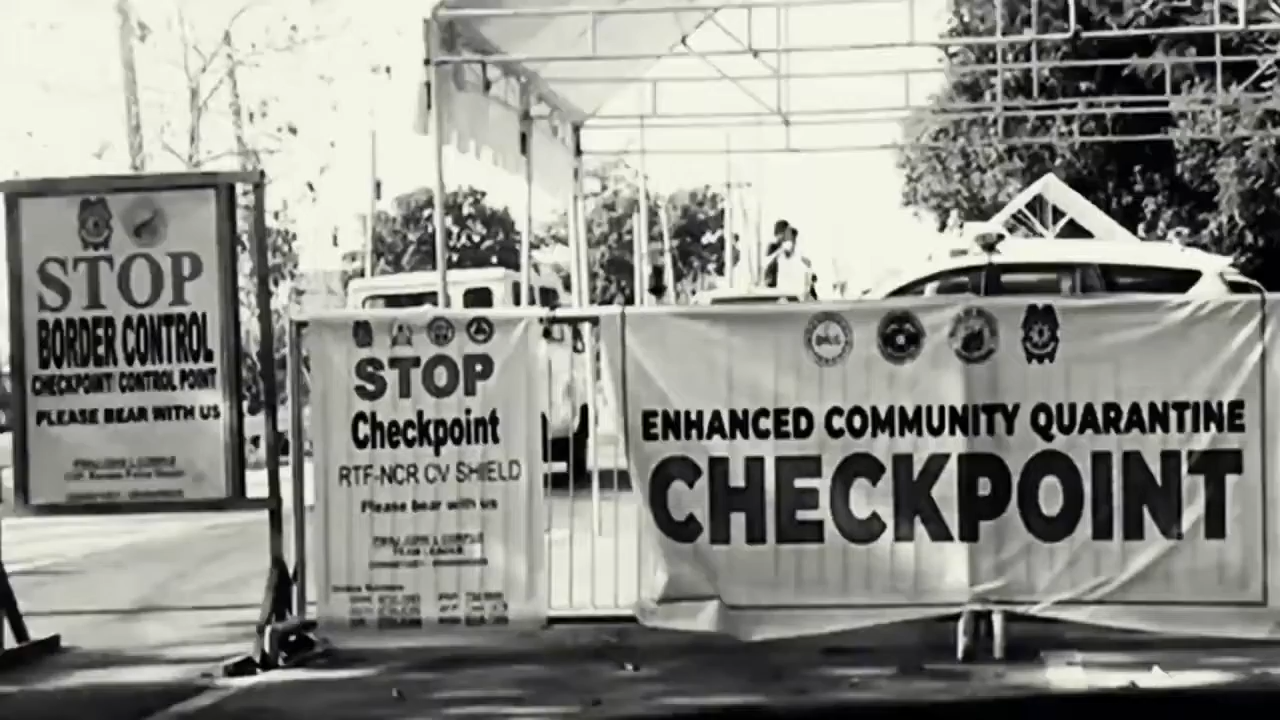 STOP
BORDER CONTROL
CHECKPOINT CONTROL POINT
PLEASE BEAR WITH US
STOP
Checkpoint
RTF-NCR CV SHIELD
Please bear with us
ENHANCED COMMUNITY QUARANTINE
CHECKPOINT